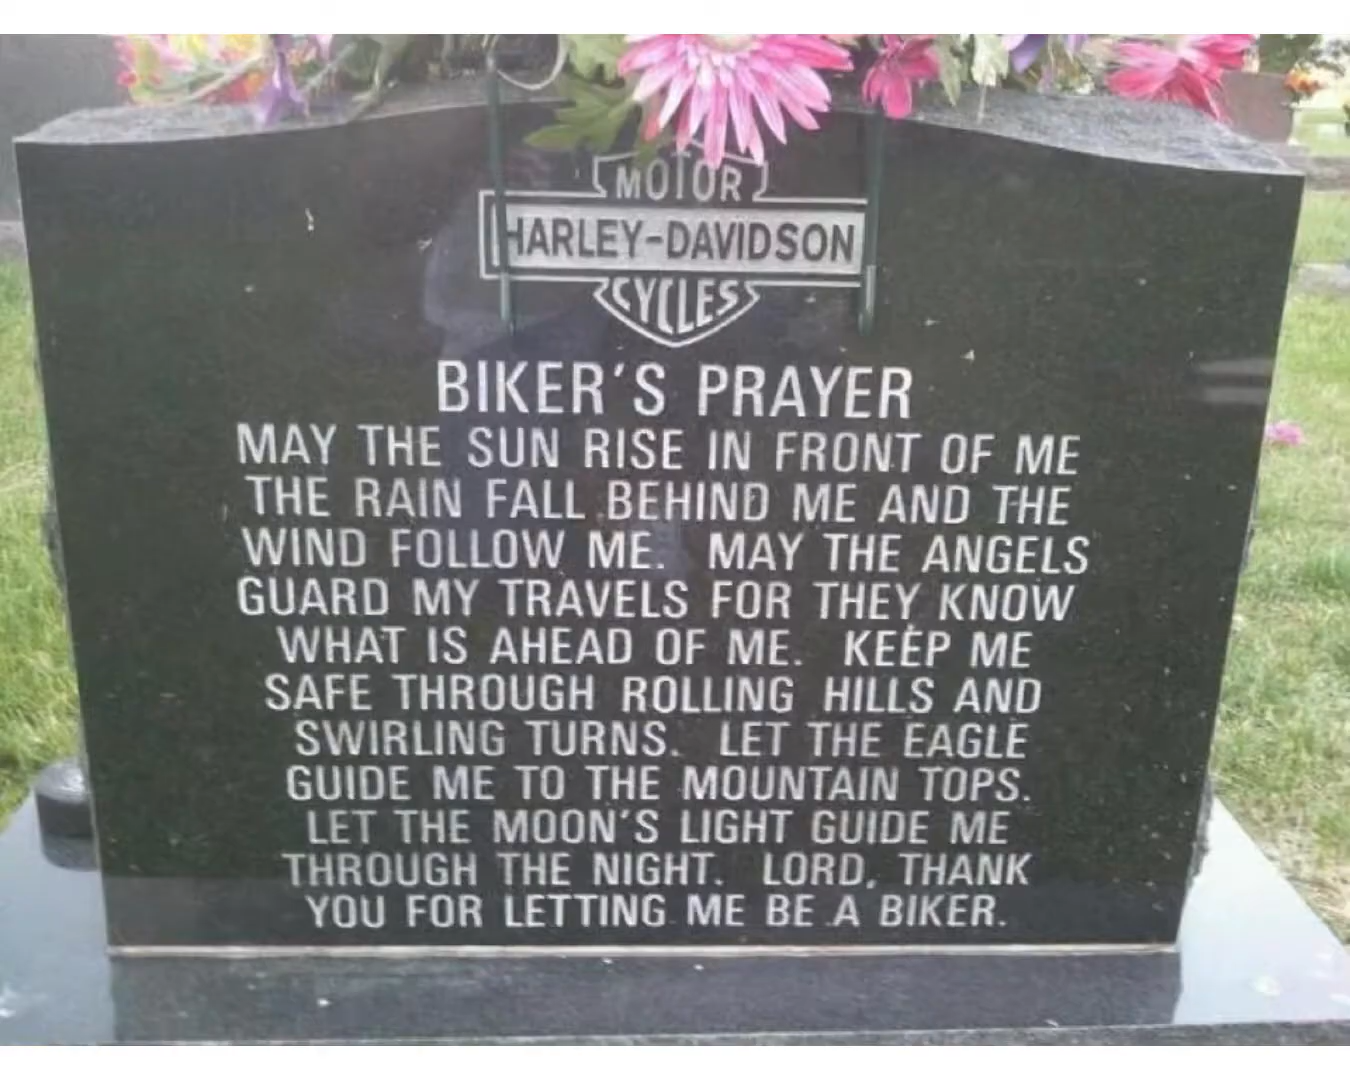 MOTOR
HARLEY-DAVIDSON
CYCLES
BIKER'S PRAYER
MAY THE SUN RISE IN FRONT OF ME
THE RAIN FALL BEHIND ME AND THE
WIND FOLLOW ME. MAY THE ANGELS
GUARD MY TRAVELS FOR THEY KNOW
WHAT IS AHEAD OF ME. KEEP ME
SAFE THROUGH ROLLING HILLS AND
SWIRLING TURNS. LET THE EAGLE
GUIDE ME TO THE MOUNTAIN TOPS.
LET THE MOON'S LIGHT GUIDE ME
THROUGH THE NIGHT. LORD, THANK
YOU FOR LETTING ME BE A BIKER.